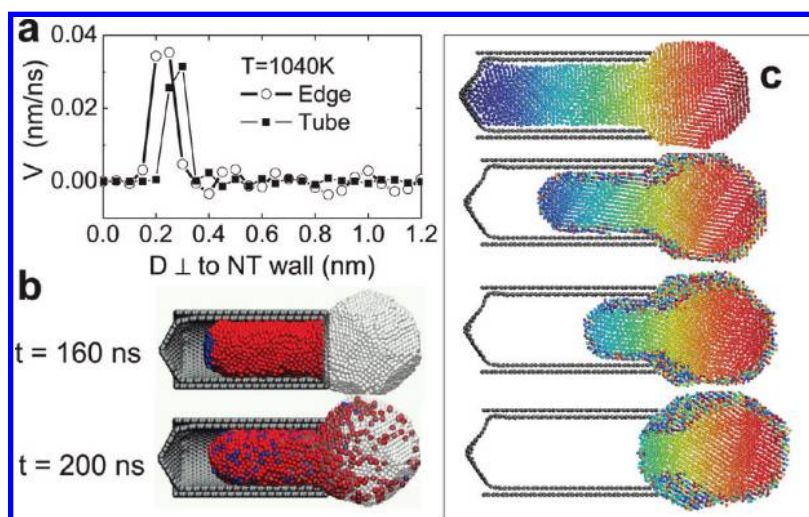 a
0.04
0.02
0.00
V (nm/ns)
T=1040K
Edge
Tube
0.0 0.2 0.4 0.6 0.8 1.0 1.2
D ⊥ to NT wall (nm)
b
t = 160 ns
t = 200 ns
c